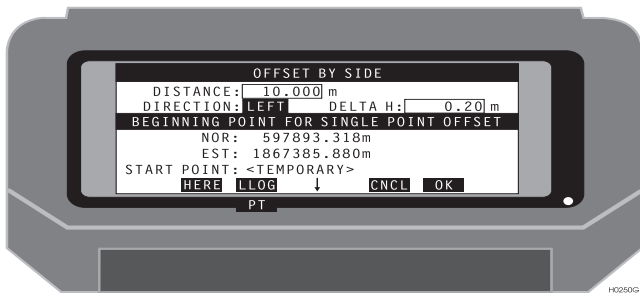 OFFSET BY SIDE
DISTANCE: 10.000 m
DIRECTION: LEFT DELTA H: 0.20 m
BEGINNING POINT FOR SINGLE POINT OFFSET
NOR: 597893.318m
EST: 1867385.880m
START POINT: <TEMPORARY>
HERE LLOG ↓ CNCL OK
PT
H0250G